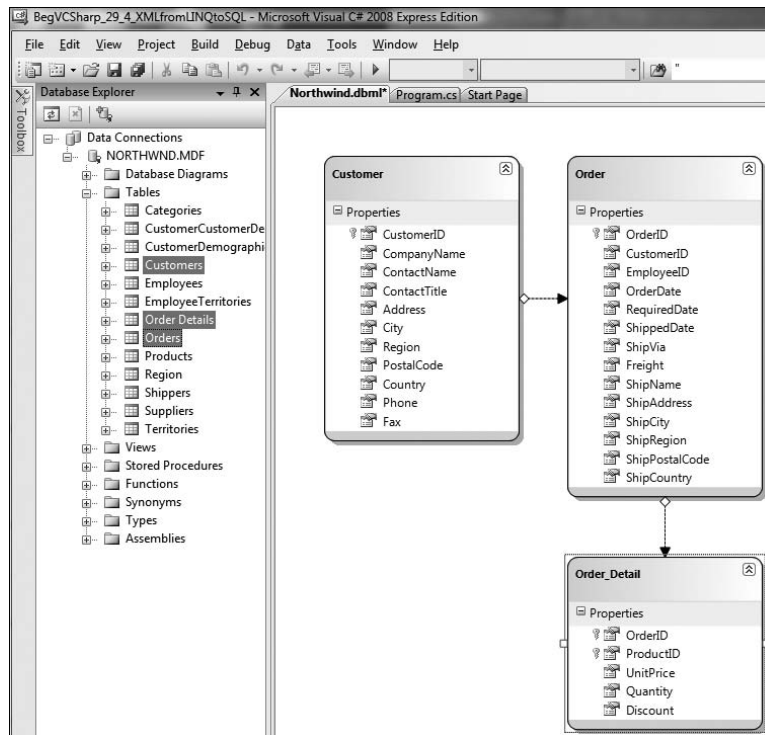 BegVCSharp_29_4_XMLfromLINQtoSQL - Microsoft Visual C# 2008 Express Edition
File Edit View Project Build Debug Data Tools Window Help
Toolbox
Database Explorer
Data Connections
NORTHWND.MDF
Database Diagrams
Tables
Categories
CustomerCustomerDe
CustomerDemographi
Customers
Employees
EmployeeTerritories
Order Details
Orders
Products
Region
Shippers
Suppliers
Territories
Views
Stored Procedures
Functions
Synonyms
Types
Assemblies
Northwind.dbml* Program.cs Start Page
Customer
Properties
CustomerID
CompanyName
ContactName
ContactTitle
Address
City
Region
PostalCode
Country
Phone
Fax
Order
Properties
OrderID
CustomerID
EmployeeID
OrderDate
RequiredDate
ShippedDate
ShipVia
Freight
ShipName
ShipAddress
ShipCity
ShipRegion
ShipPostalCode
ShipCountry
Order_Detail
Properties
OrderID
ProductID
UnitPrice
Quantity
Discount